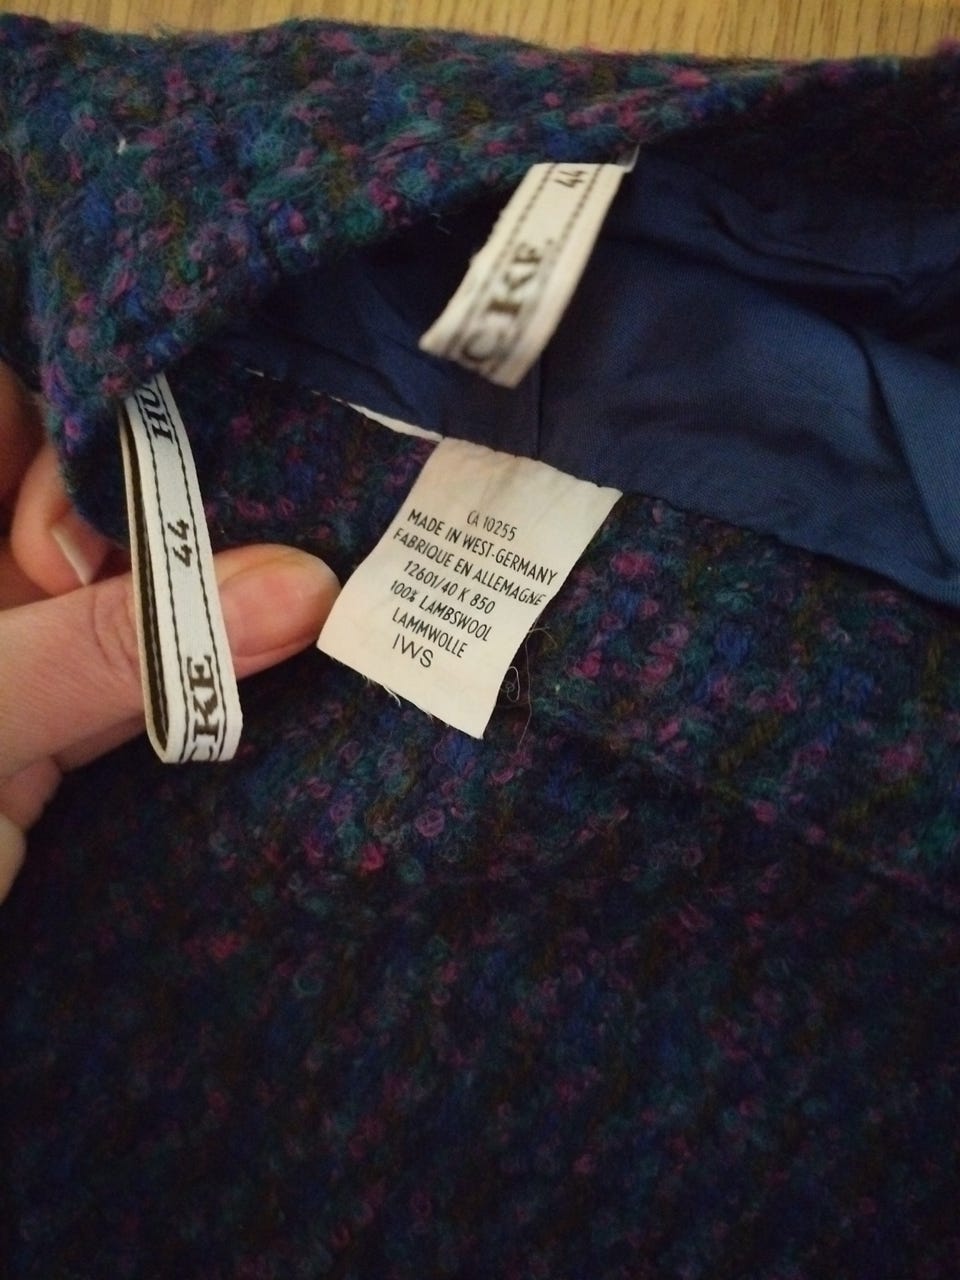 44
CKE
HU
44
CKE
CA 10255
MADE IN WEST-GERMANY
FABRIQUE EN ALLEMAGNE
12601/40 K 850
100% LAMBSWOOL
LAMMWOLLE
IWS